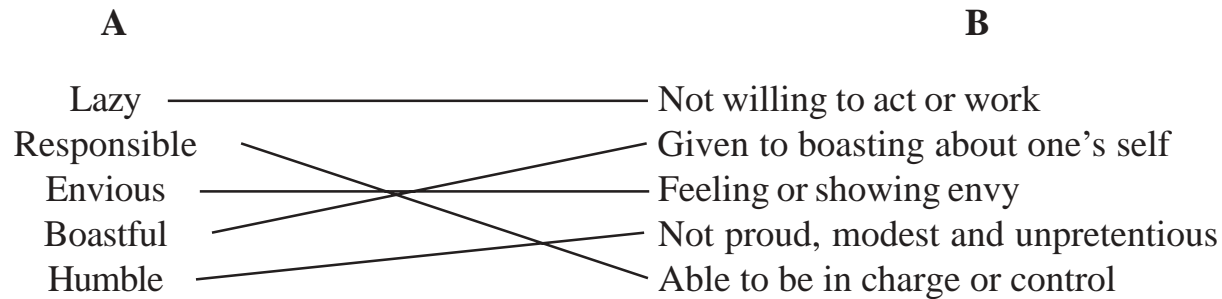 A B
Lazy Not willing to act or work
Responsible Given to boasting about one’s self
Envious Feeling or showing envy
Boastful Not proud, modest and unpretentious
Humble Able to be in charge or control